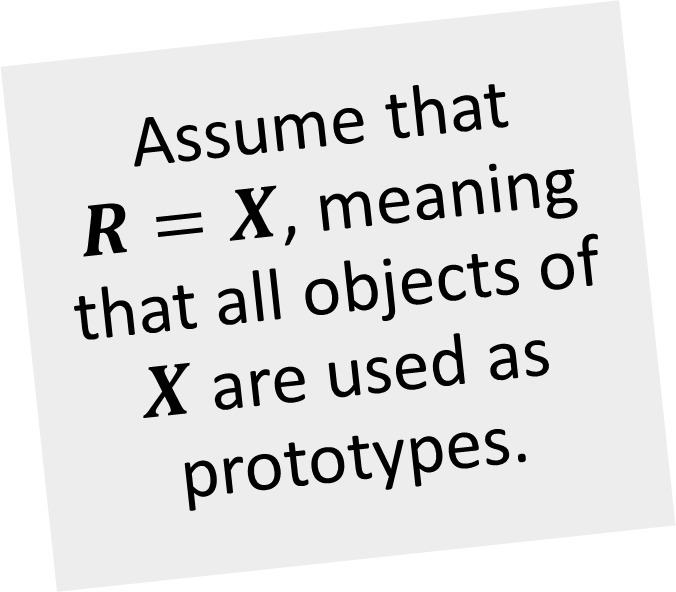 Assume that
R = X, meaning
that all objects of
X are used as
prototypes.